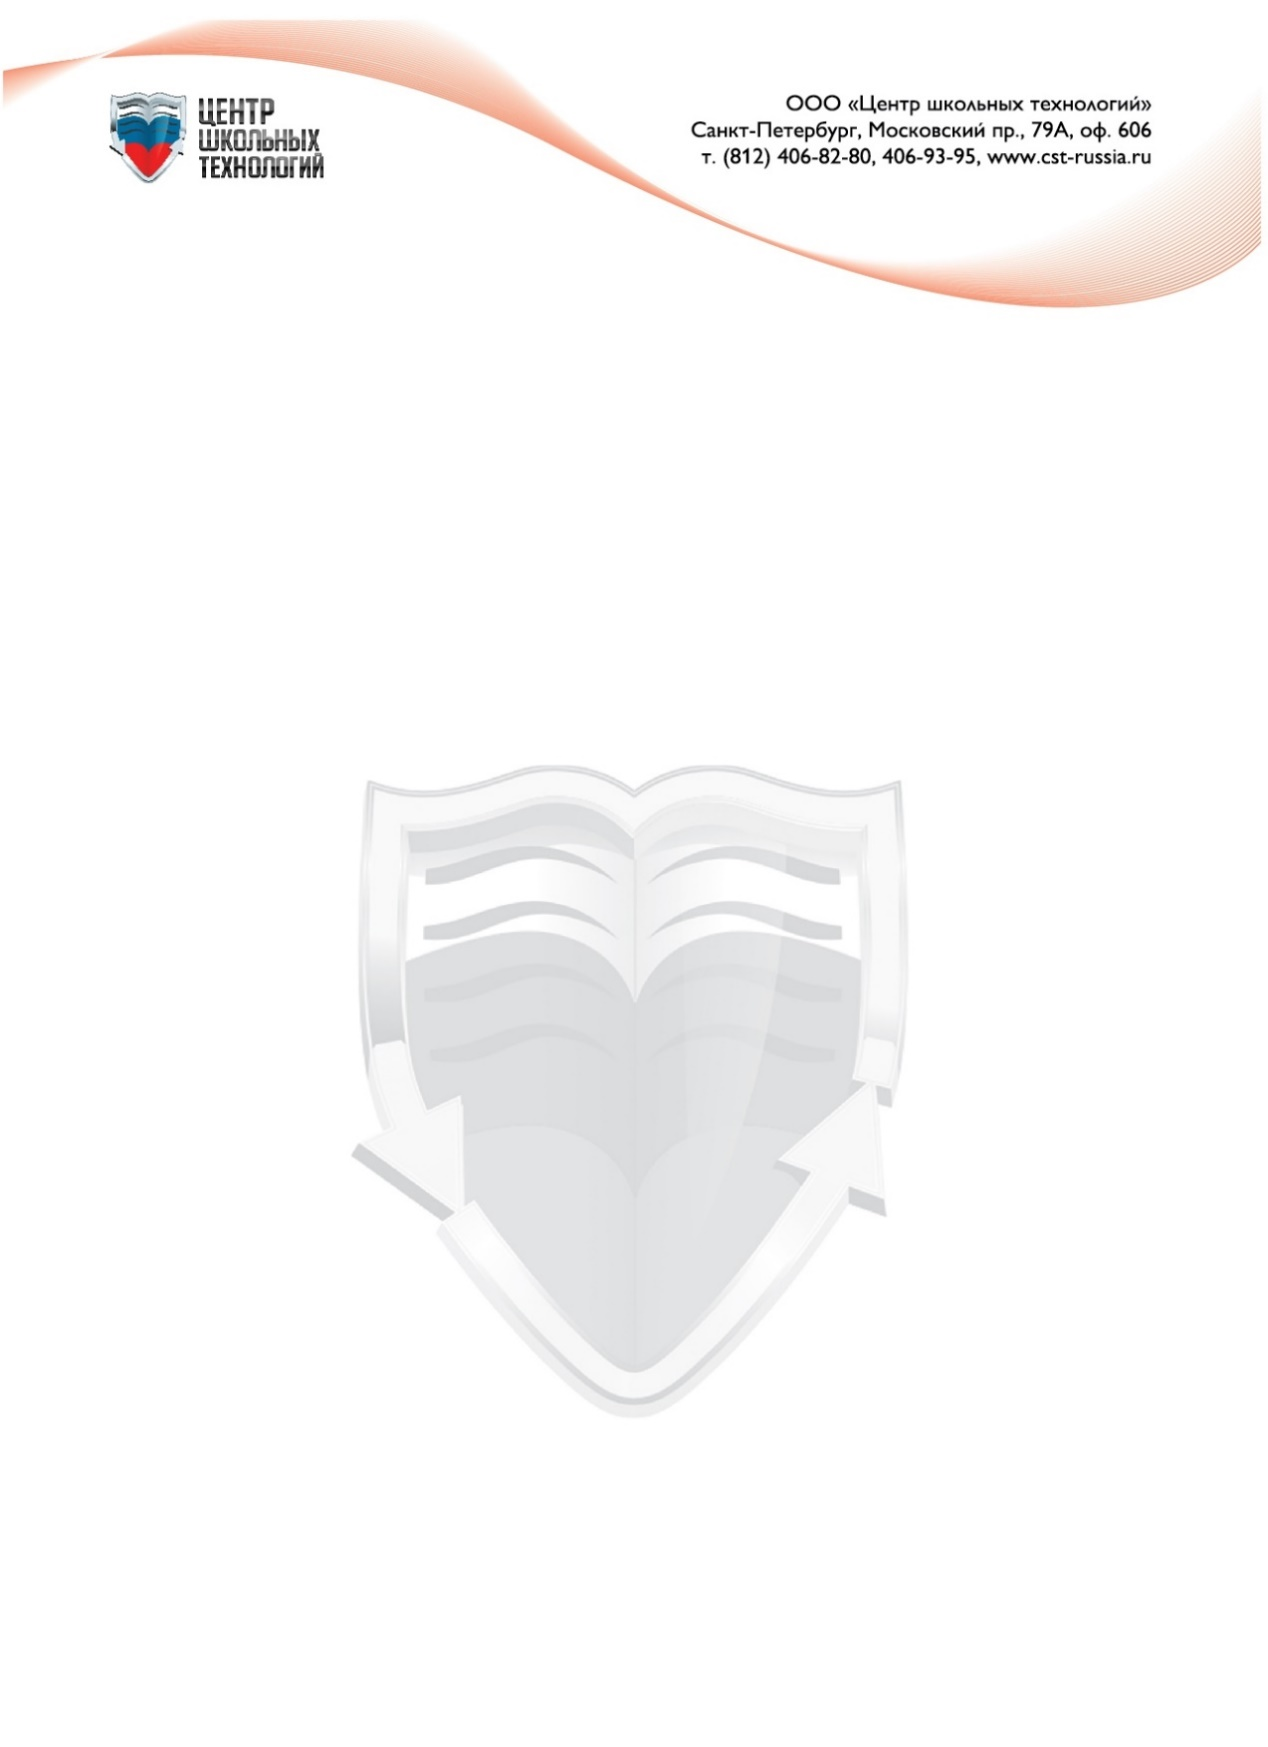 ЦЕНТР
ШКОЛЬНЫХ
ТЕХНОЛОГИЙ
ООО «Центр школьных технологий»
Санкт-Петербург, Московский пр., 79А, оф. 606
т. (812) 406-82-80, 406-93-95, www.cst-russia.ru